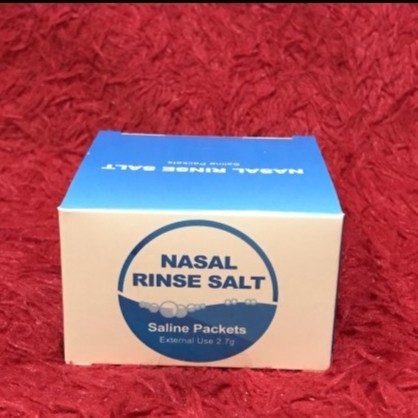 NASAL RINSE SALT
Saline Packets
NASAL
RINSE SALT
Saline Packets
External Use 2.7g